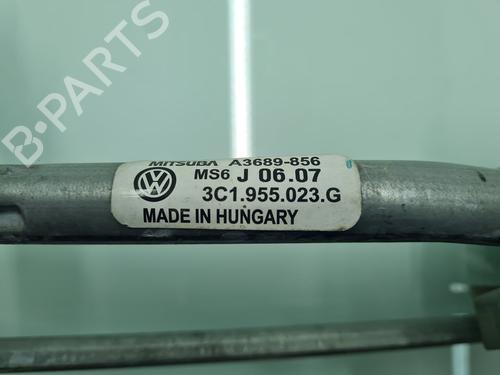 B-PARTS
MITSUBA A3689-856
MS6 J 06.07
3C1.955.023.G
MADE IN HUNGARY